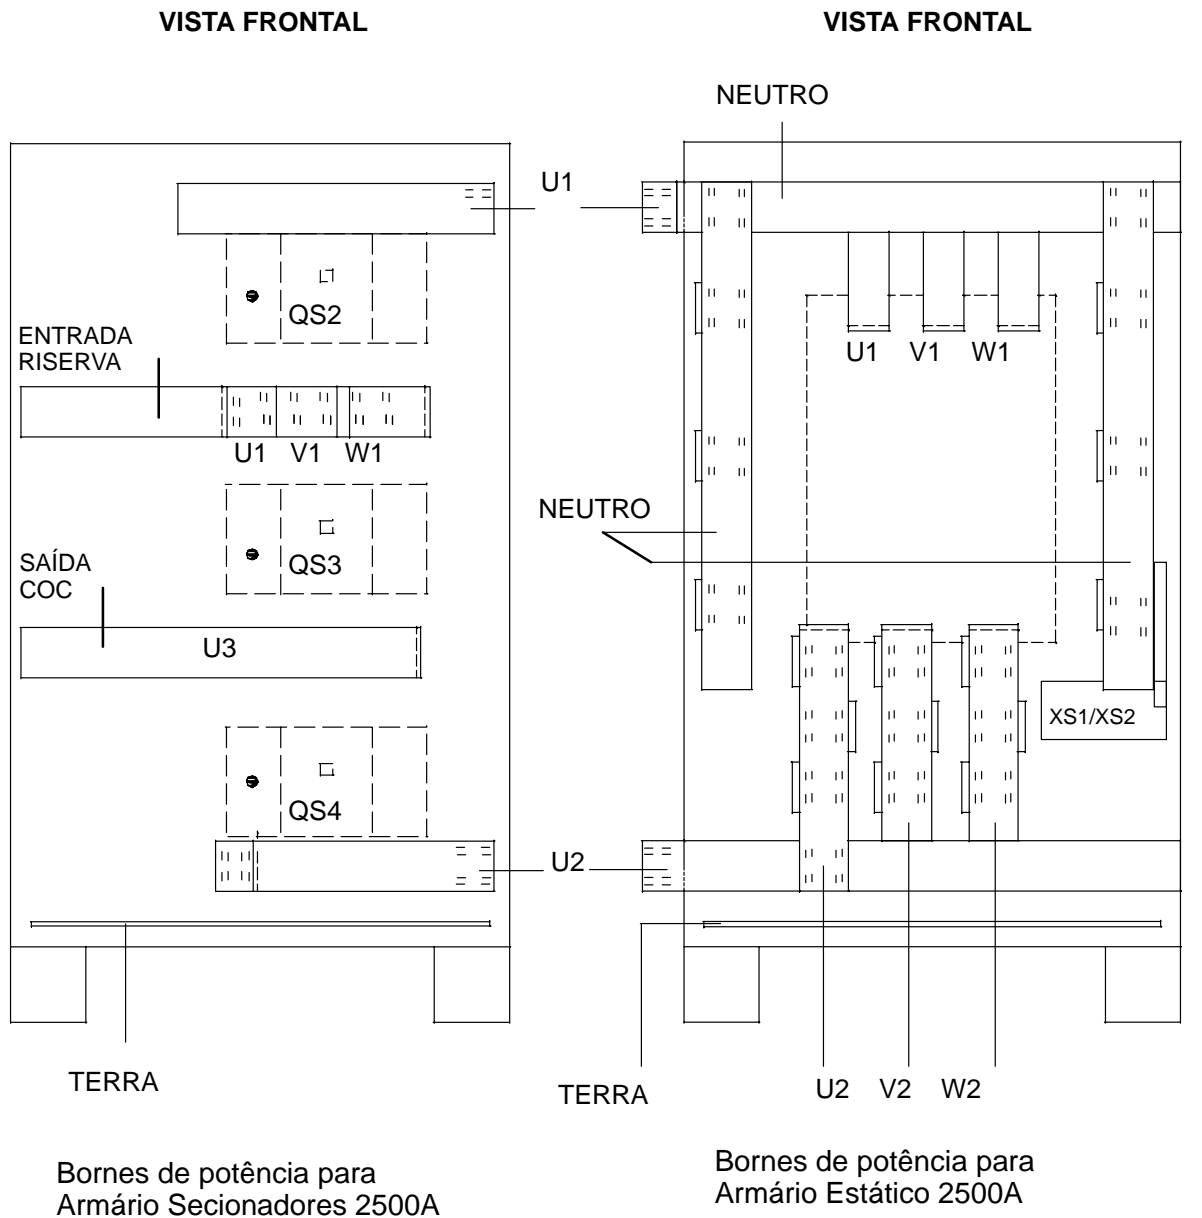 VISTA FRONTAL
VISTA FRONTAL
NEUTRO
U1
QS2
ENTRADA
RISERVA
U1 V1 W1
U1 V1 W1
NEUTRO
QS3
SAÍDA
COC
U3
XS1/XS2
QS4
U2
TERRA
TERRA
U2 V2 W2
Bornes de potência para
Armário Secionadores 2500A
Bornes de potência para
Armário Estático 2500A